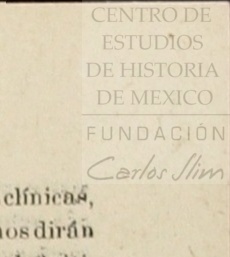 CENTRO DE
ESTUDIOS
DE HISTORIA
DE MEXICO
FUNDACIÓN
Carlos Slim
clínicas,
nos dirán